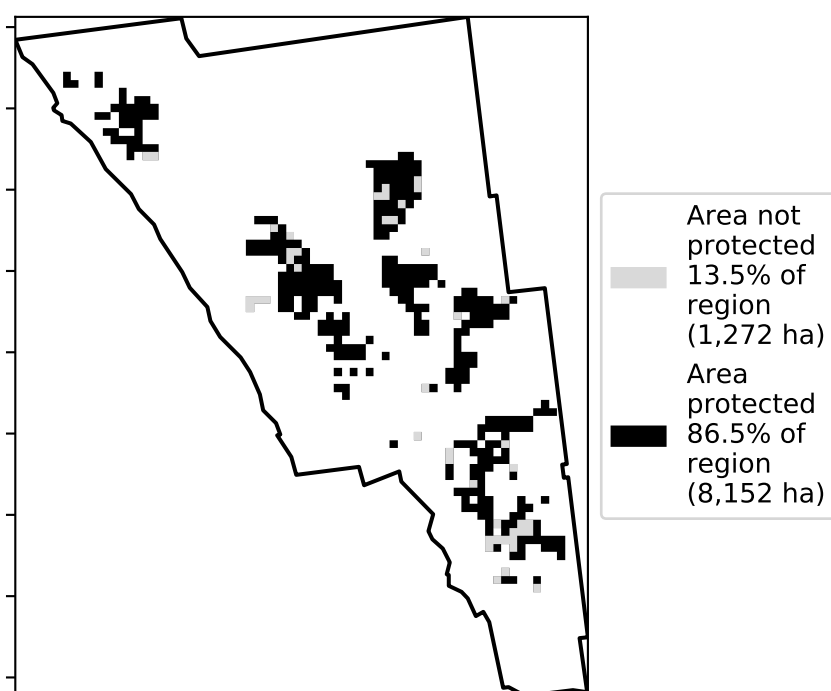 Area not
protected
13.5% of
region
(1,272 ha)
Area
protected
86.5% of
region
(8,152 ha)